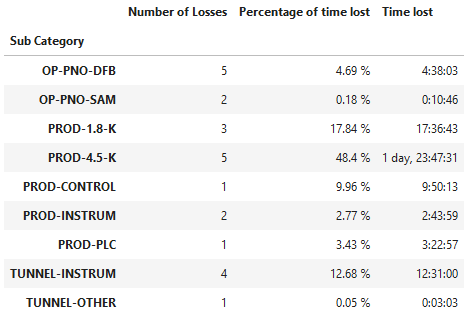 Number of Losses Percentage of time lost Time lost
Sub Category
OP-PNO-DFB 5 4.69 % 4:38:03
OP-PNO-SAM 2 0.18 % 0:10:46
PROD-1.8-K 3 17.84 % 17:36:43
PROD-4.5-K 5 48.4 % 1 day, 23:47:31
PROD-CONTROL 1 9.96 % 9:50:13
PROD-INSTRUM 2 2.77 % 2:43:59
PROD-PLC 1 3.43 % 3:22:57
TUNNEL-INSTRUM 4 12.68 % 12:31:00
TUNNEL-OTHER 1 0.05 % 0:03:03